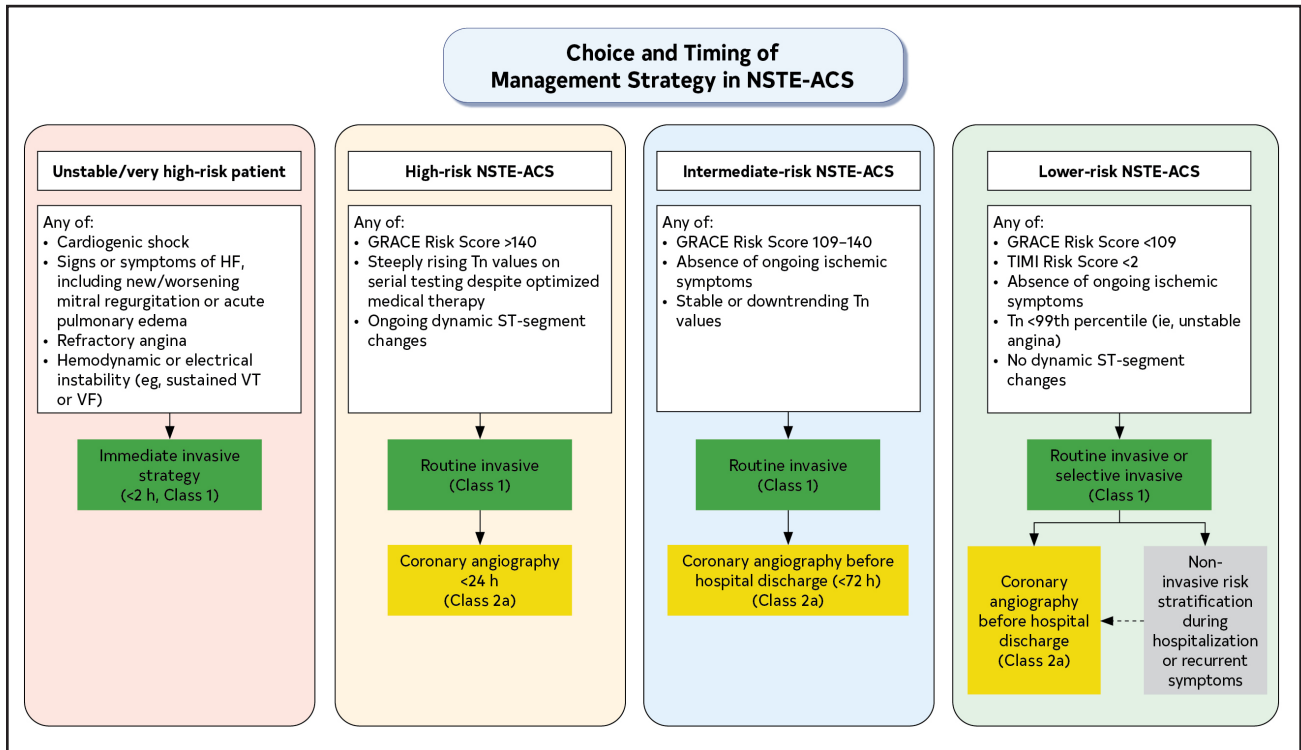 Choice and Timing of
Management Strategy in NSTE-ACS
Unstable/very high-risk patient
Any of:
• Cardiogenic shock
• Signs or symptoms of HF,
including new/worsening
mitral regurgitation or acute
pulmonary edema
• Refractory angina
• Hemodynamic or electrical
instability (eg, sustained VT
or VF)
Immediate invasive
strategy
(<2 h, Class 1)
High-risk NSTE-ACS
Any of:
• GRACE Risk Score >140
• Steeply rising Tn values on
serial testing despite optimized
medical therapy
• Ongoing dynamic ST-segment
changes
Routine invasive
(Class 1)
Coronary angiography
<24 h
(Class 2a)
Intermediate-risk NSTE-ACS
Any of:
• GRACE Risk Score 109–140
• Absence of ongoing ischemic
symptoms
• Stable or downtrending Tn
values
Routine invasive
(Class 1)
Coronary angiography before
hospital discharge (<72 h)
(Class 2a)
Lower-risk NSTE-ACS
Any of:
• GRACE Risk Score <109
• TIMI Risk Score <2
• Absence of ongoing ischemic
symptoms
• Tn <99th percentile (ie, unstable
angina)
• No dynamic ST-segment
changes
Routine invasive or
selective invasive
(Class 1)
Coronary
angiography
before hospital
discharge
(Class 2a)
Non-
invasive risk
stratification
during
hospitalization
or recurrent
symptoms